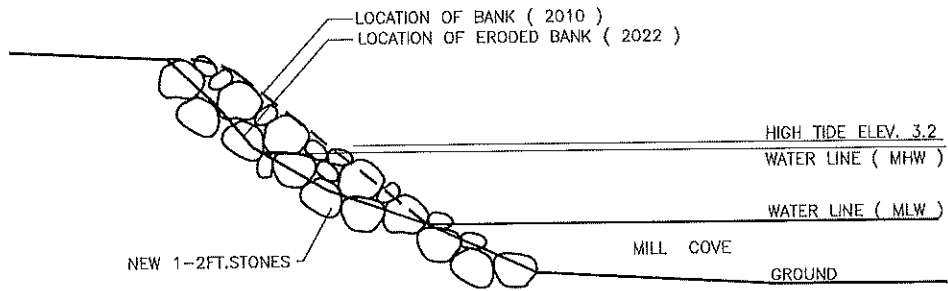 LOCATION OF BANK ( 2010 )
LOCATION OF ERODED BANK ( 2022 )
HIGH TIDE ELEV. 3.2
WATER LINE ( MHW )
WATER LINE ( MLW )
MILL COVE
NEW 1-2FT.STONES
GROUND